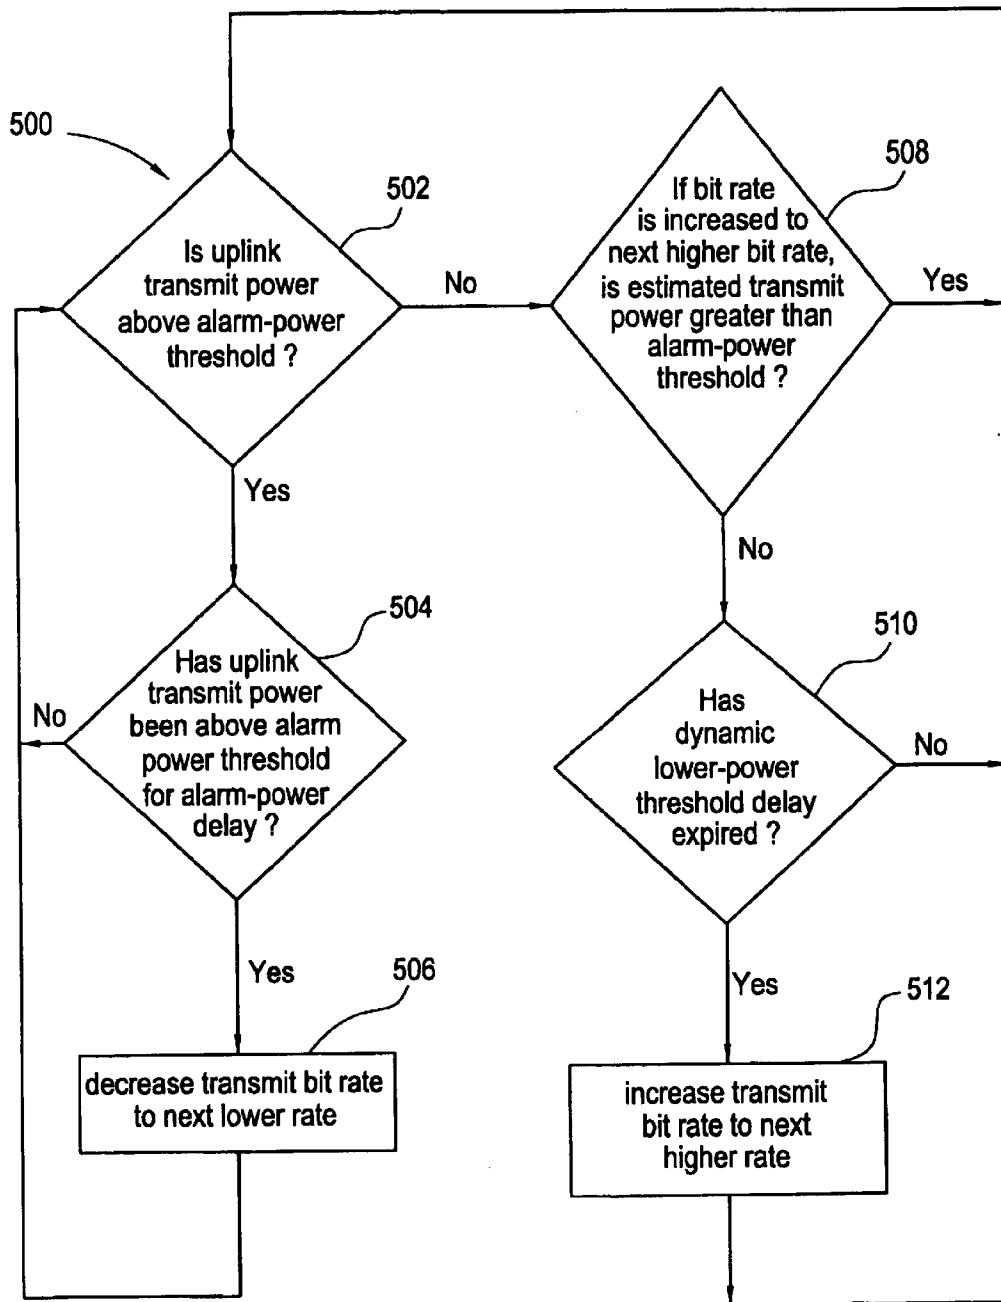 500
502
Is uplink
transmit power
above alarm-power
threshold ?
No
Yes
508
If bit rate
is increased to
next higher bit rate,
is estimated transmit
power greater than
alarm-power
threshold ?
Yes
No
504
Has uplink
transmit power
been above alarm
power threshold
for alarm-power
delay ?
No
Yes
510
Has
dynamic
lower-power
threshold delay
expired ?
No
Yes
506
decrease transmit bit rate
to next lower rate
512
increase transmit
bit rate to next
higher rate